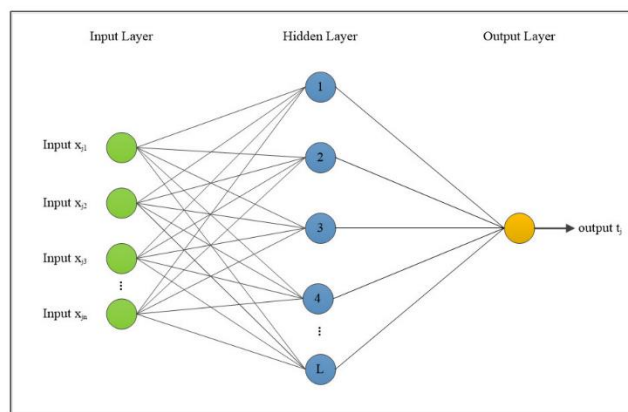 Input Layer
Hidden Layer
Output Layer
Input xj1
Input xj2
Input xj3
Input xjn
1
2
3
4
L
output tj